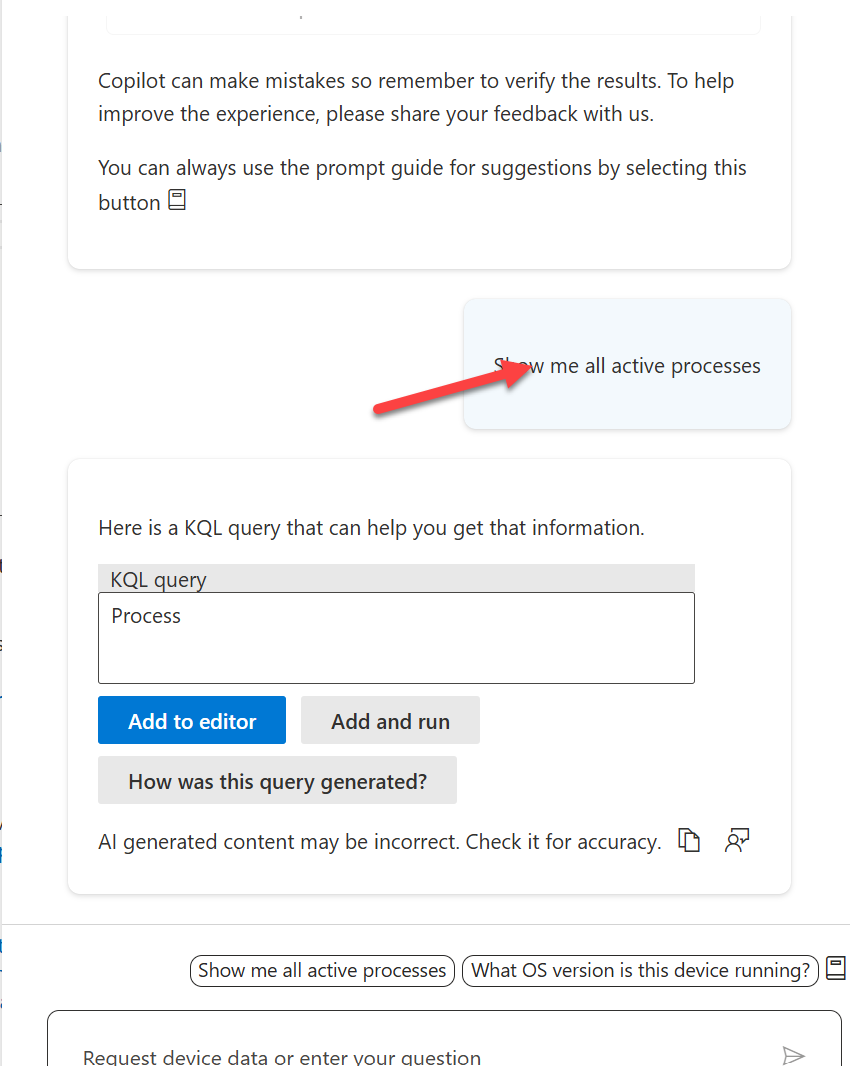 Copilot can make mistakes so remember to verify the results. To help
improve the experience, please share your feedback with us.
You can always use the prompt guide for suggestions by selecting this
button
Show me all active processes
Here is a KQL query that can help you get that information.
KQL query
Process
Add to editor
Add and run
How was this query generated?
AI generated content may be incorrect. Check it for accuracy.
Show me all active processes
What OS version is this device running?
Request device data or enter your question